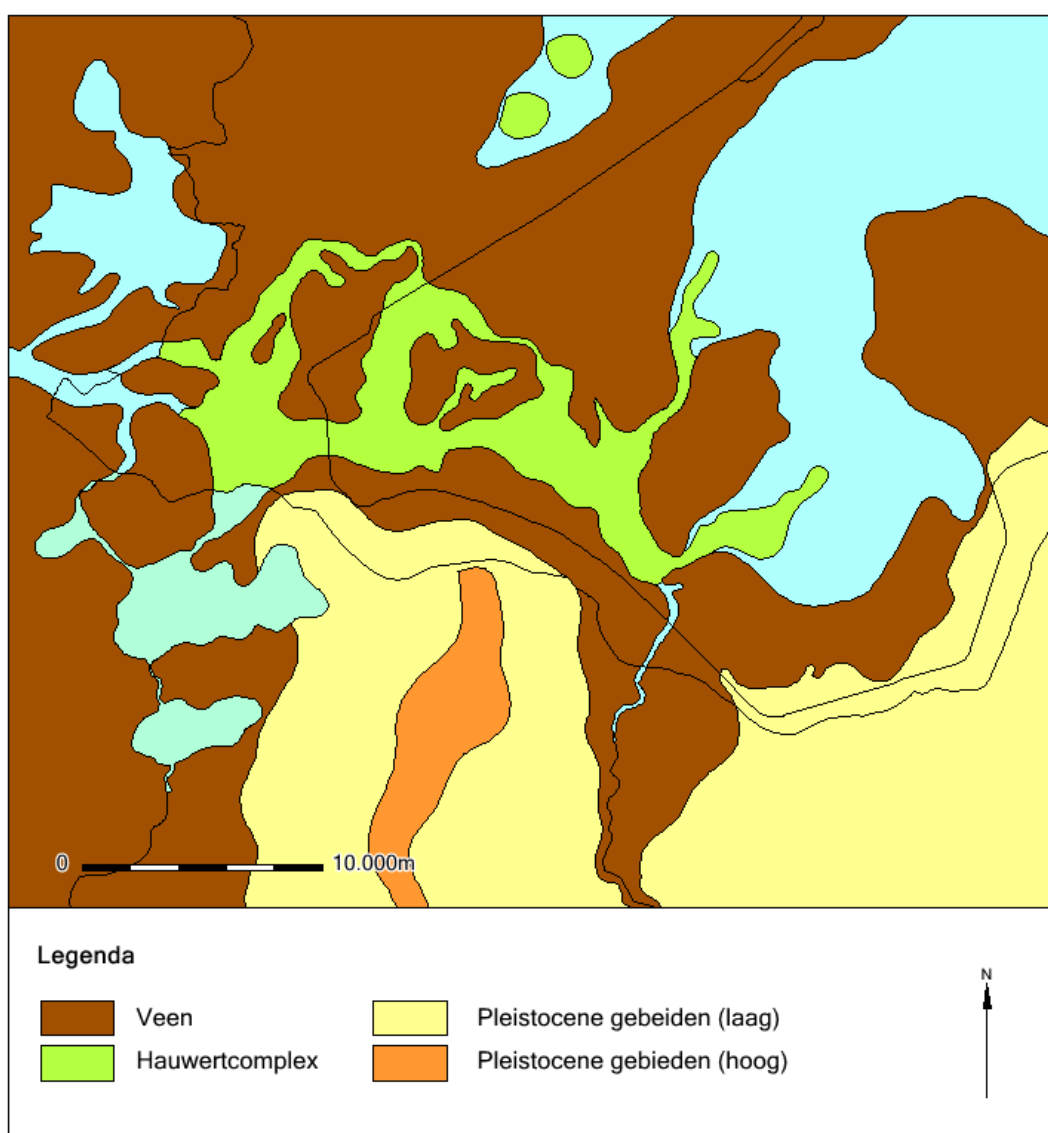 0 10.000m
Legenda
N
Veen
Pleistocene gebeiden (laag)
Hauwertcomplex
Pleistocene gebieden (hoog)